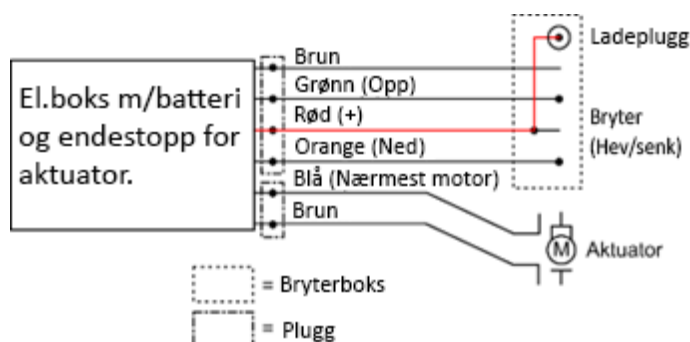 Ladeplugg
Brun
El.boks m/batteri
og endestopp for
aktuator.
Grønn (Opp)
Rød (+)
Bryter
(Hev/senk)
Orange (Ned)
Blå (Nærmest motor)
Brun
M
Aktuator
= Bryterboks
= Plugg